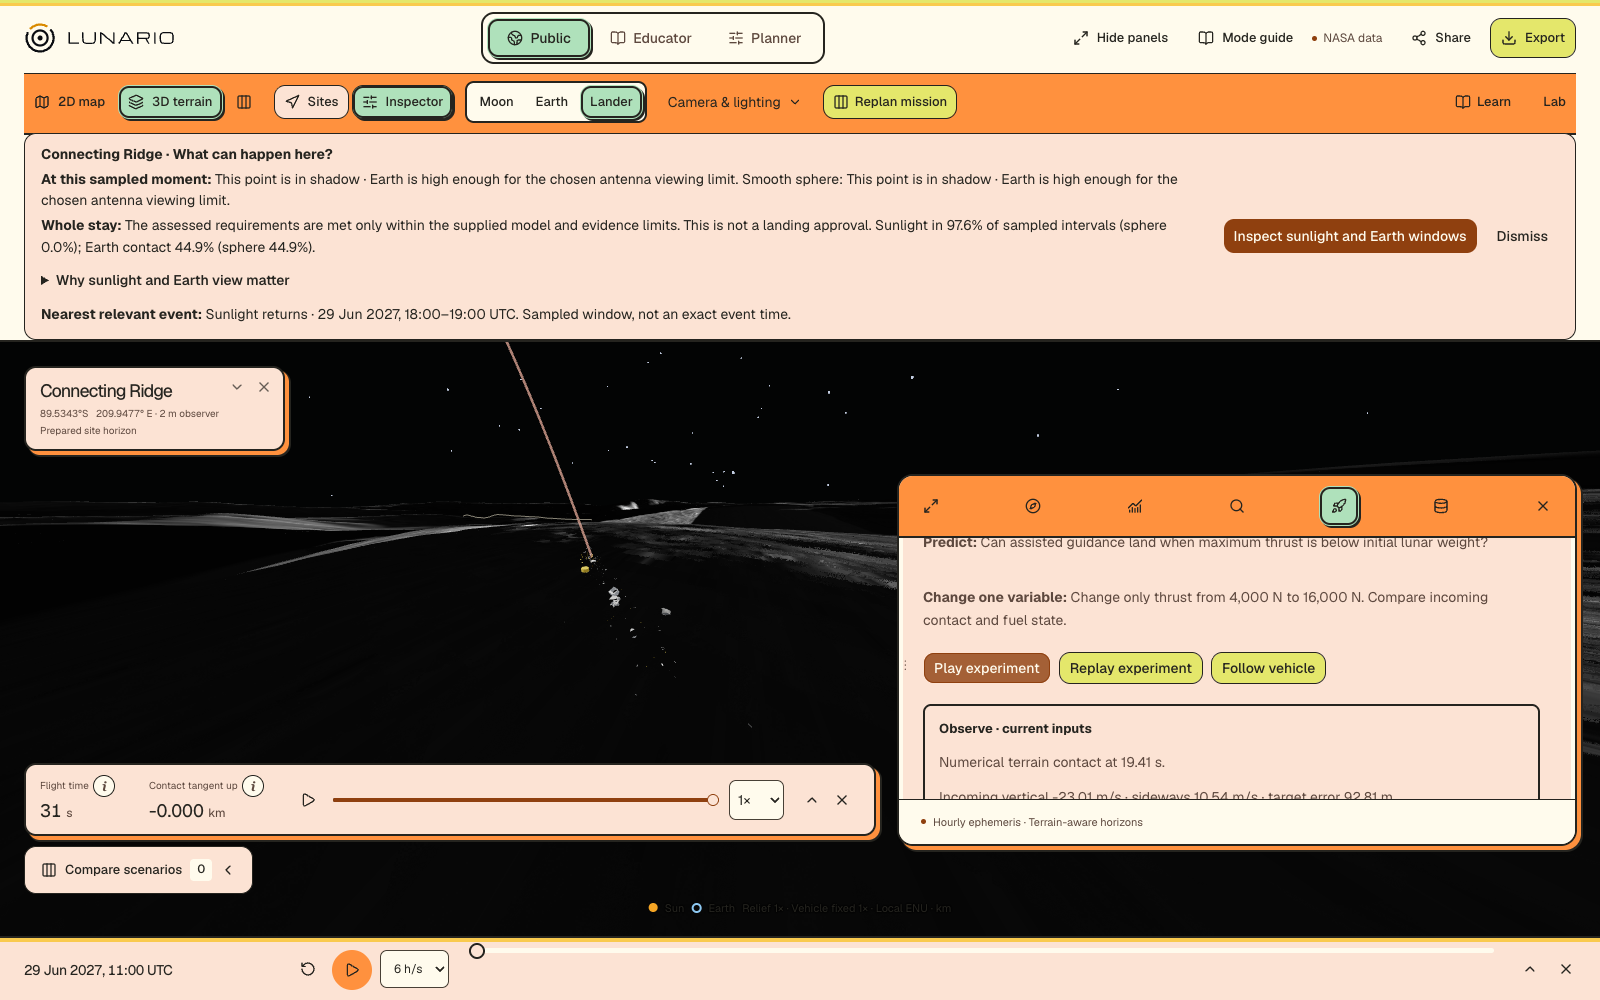 LUNARIO
Public
Educator
Planner
Hide panels
Mode guide
NASA data
Share
Export
2D map
3D terrain
Sites
Inspector
Moon
Earth
Lander
Camera & lighting
Replan mission
Learn
Lab
Connecting Ridge · What can happen here?
At this sampled moment: This point is in shadow · Earth is high enough for the chosen antenna viewing limit. Smooth sphere: This point is in shadow · Earth is high enough for the
chosen antenna viewing limit.
Whole stay: The assessed requirements are met only within the supplied model and evidence limits. This is not a landing approval. Sunlight in 97.6% of sampled intervals (sphere
0.0%); Earth contact 44.9% (sphere 44.9%).
Why sunlight and Earth view matter
Nearest relevant event: Sunlight returns · 29 Jun 2027, 18:00–19:00 UTC. Sampled window, not an exact event time.
Inspect sunlight and Earth windows
Dismiss
Connecting Ridge
89.5343°S 209.9477° E · 2 m observer
Prepared site horizon
Predict: Can assisted guidance land when maximum thrust is below initial lunar weight?
Change one variable: Change only thrust from 4,000 N to 16,000 N. Compare incoming
contact and fuel state.
Play experiment
Replay experiment
Follow vehicle
Observe · current inputs
Numerical terrain contact at 19.41 s.
Incoming vertical -23.01 m/s · sideways 10.54 m/s · target error 92.81 m
Hourly ephemeris · Terrain-aware horizons
Flight time i
31 s
Contact tangent up i
-0.000 km
1×
Compare scenarios 0
Sun Earth Relief 1× · Vehicle fixed 1× · Local ENU · km
29 Jun 2027, 11:00 UTC
6 h/s